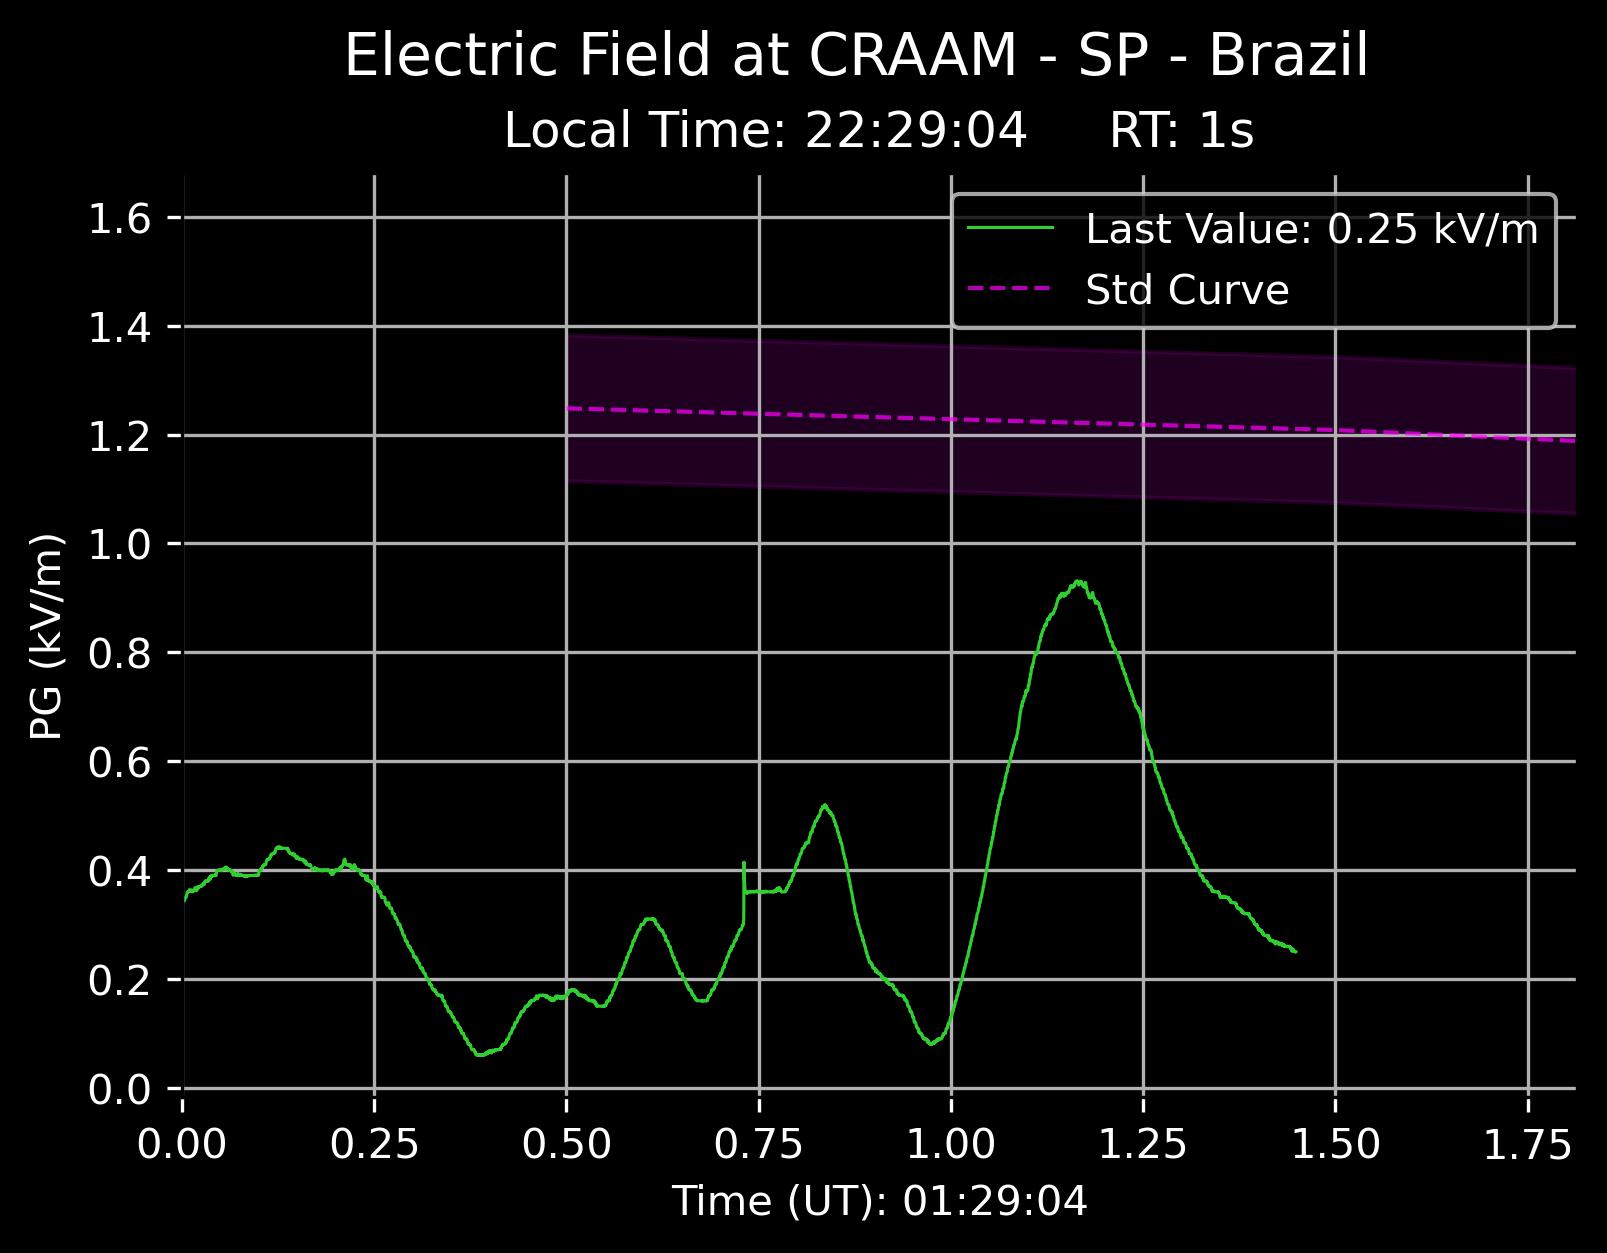 Electric Field at CRAAM - SP - Brazil
Local Time: 22:29:04 RT: 1s
Last Value: 0.25 kV/m
Std Curve
PG (kV/m)
1.6
1.4
1.2
1.0
0.8
0.6
0.4
0.2
0.0
0.00 0.25 0.50 0.75 1.00 1.25 1.50 1.75
Time (UT): 01:29:04